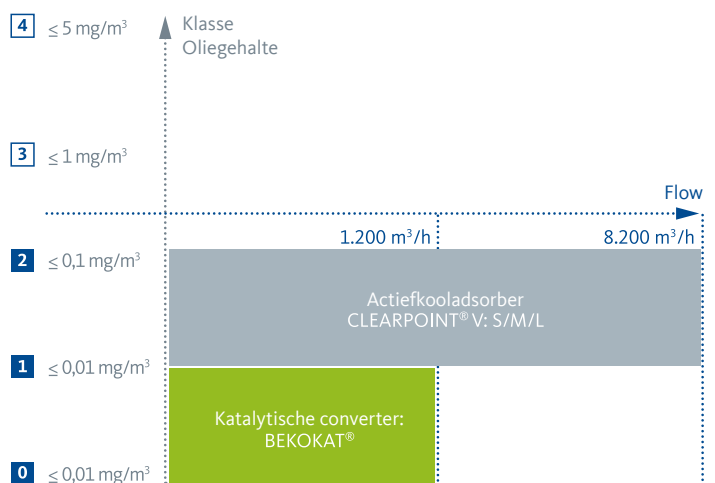 4 ≤ 5 mg/m³
Klasse
Oliegehalte
3 ≤ 1 mg/m³
Flow
1.200 m³/h 8.200 m³/h
2 ≤ 0,1 mg/m³
Actiefkooladsorber
CLEARPOINT® V: S/M/L
1 ≤ 0,01 mg/m³
Katalytische converter:
BEKOKAT®
0 ≤ 0,01 mg/m³